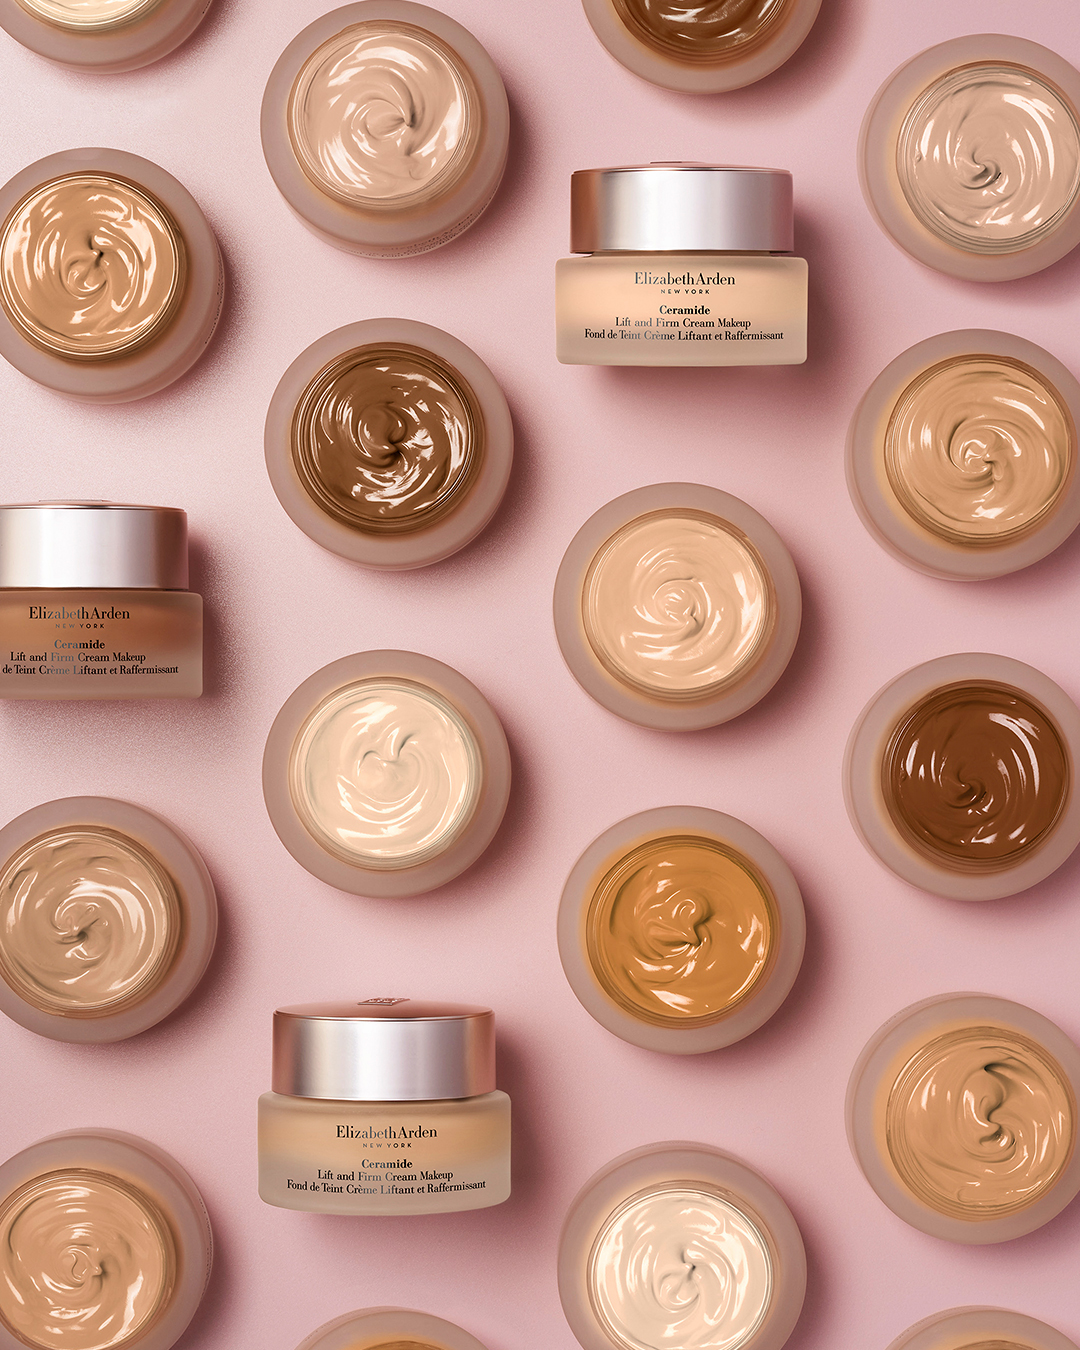 ElizabethArden
NEW YORK
Ceramide
Lift and Firm Cream Makeup
Fond de Teint Crème Liftant et Raffermissant
ElizabethArden
NEW YORK
Ceramide
Lift and Firm Cream Makeup
de Teint Crème Liftant et Raffermissant
ElizabethArden
NEW YORK
Ceramide
Lift and Firm Cream Makeup
Fond de Teint Crème Liftant et Raffermissant